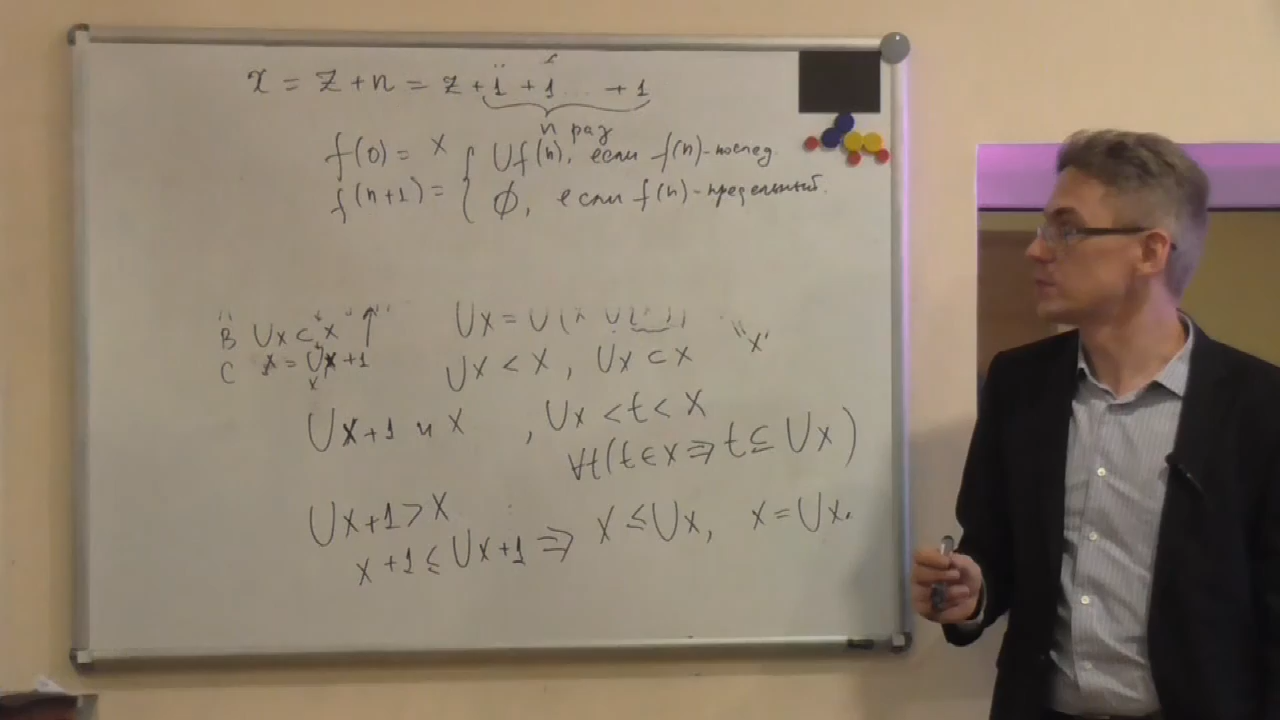 x = z + n = z + 1 + 1 ... + 1
n раз
f(0) = x
f(n+1) = { ∪f(n), если f(n)-послед.
∅, если f(n)-предельный.
B ∪x ⊂ x
C x = ∪x + 1
∪x = ∪(x ∪
"x"
∪x < x, ∪x ⊂ x
∪x+1 и x , ∪x < t < x
∀t(t ∈ x ⇒ t ⊆ ∪x)
∪x+1 > x
x+1 ≤ ∪x+1 ⇒ x ≤ ∪x, x = ∪x.